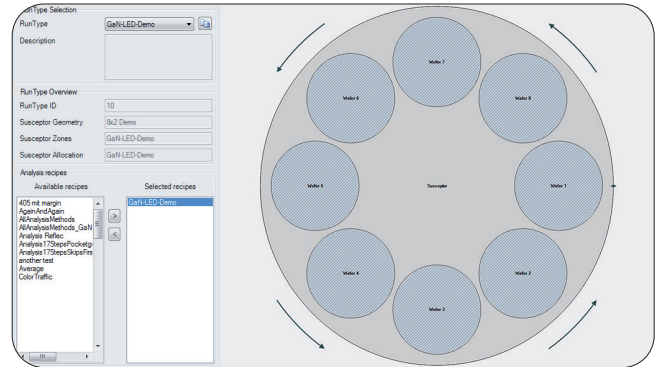 RunType Selection
RunType
GaN-LED-Demo
Description
RunType Overview
RunType ID
10
Susceptor Geometry
8x2 Demo
Susceptor Zones
GaN-LED-Demo
Susceptor Allocation
GaN-LED-Demo
Analysis recipes
Available recipes
Selected recipes
405 mit margin
AgainAndAgain
AllAnalysisMethods
AllAnalysisMethods_GaN
Analysis Reflec
Analysis17StepsPocketg
Analysis17StepsSkipsFirs
another test
Average
ColorTraffic
>
<
GaN-LED-Demo
Wafer 7
Wafer 6
Wafer 8
Wafer 5
Susceptor
Wafer 1
Wafer 4
Wafer 2
Wafer 3